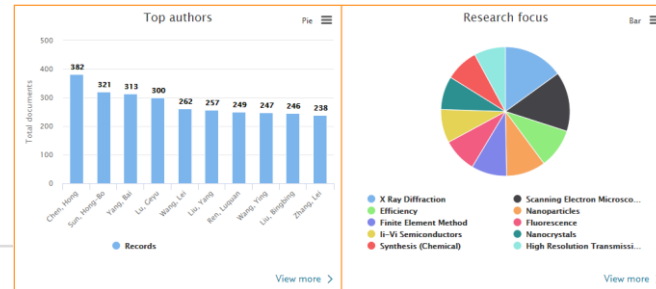 Top authors
Pie
500
400
300
200
100
0
Total documents
382
321
313
300
262
257
249
247
246
238
Chen, Hong
Sun, Hong-Bo
Yang, Bai
Lu, Geyu
Wang, Lei
Liu, Yang
Ren, Luquan
Wang, Ying
Liu, Bingbing
Zhang, Lei
Records
View more >
Research focus
Bar
X Ray Diffraction
Scanning Electron Microsco...
Efficiency
Nanoparticles
Finite Element Method
Fluorescence
Ii-Vi Semiconductors
Nanocrystals
Synthesis (Chemical)
High Resolution Transmissi...
View more